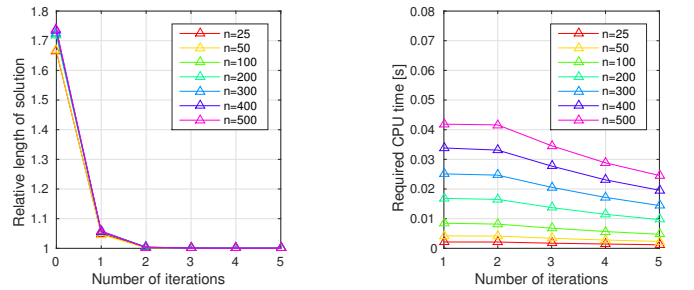 Relative length of solution
1.8
1.7
1.6
1.5
1.4
1.3
1.2
1.1
1
0 1 2 3 4 5
Number of iterations
n=25
n=50
n=100
n=200
n=300
n=400
n=500
Required CPU time [s]
0.08
0.07
0.06
0.05
0.04
0.03
0.02
0.01
0
1 2 3 4 5
Number of iterations
n=25
n=50
n=100
n=200
n=300
n=400
n=500